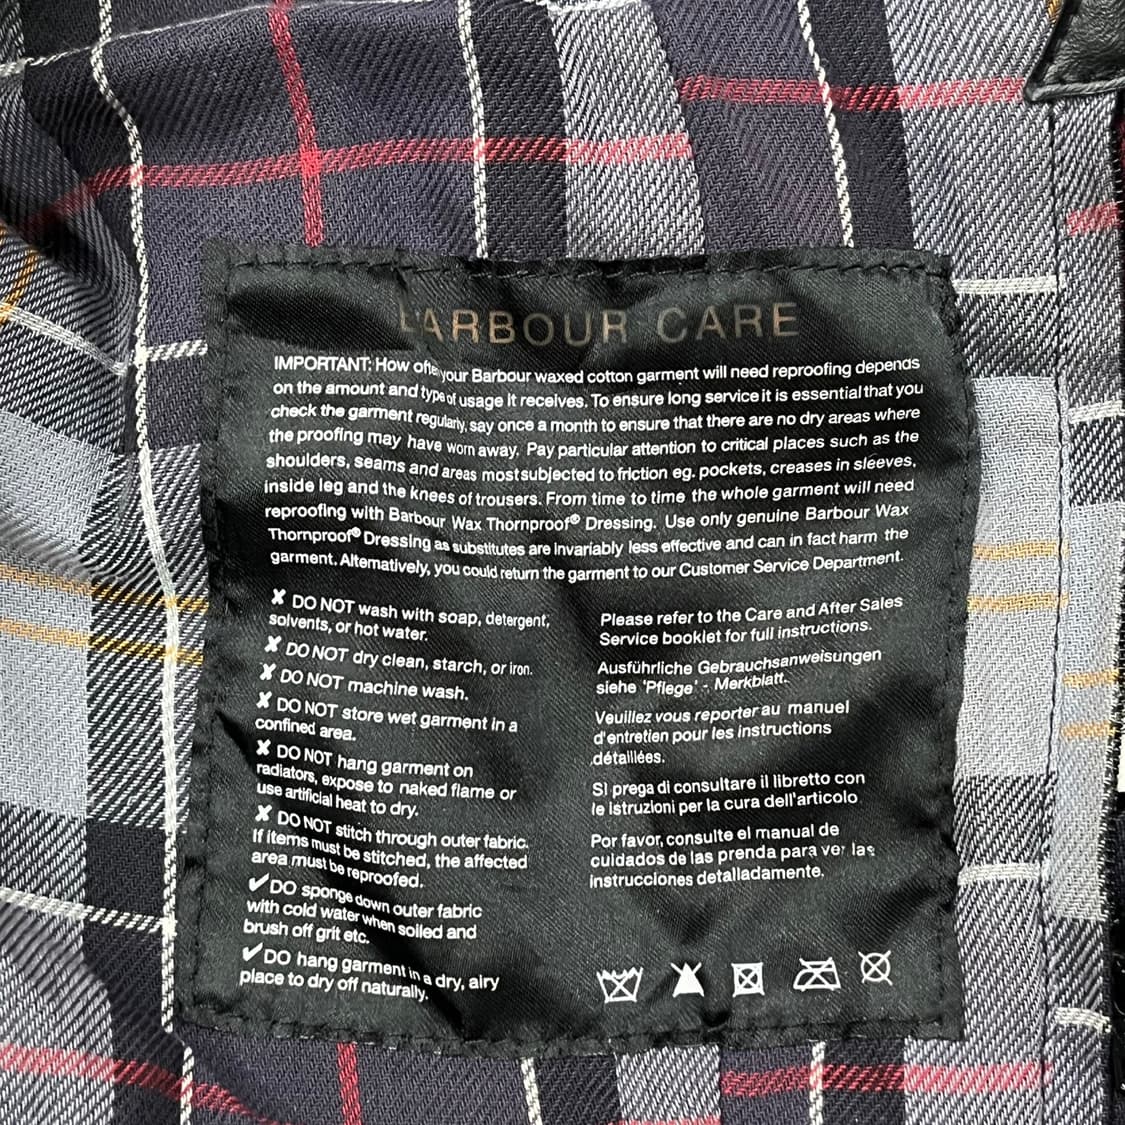 BARBOUR CARE
IMPORTANT: How often your Barbour waxed cotton garment will need reproofing depends
on the amount and type of usage it receives. To ensure long service it is essential that you
check the garment regularly, say once a month to ensure that there are no dry areas where
the proofing may have worn away. Pay particular attention to critical places such as the
shoulders, seams and areas most subjected to friction eg. pockets, creases in sleeves,
inside leg and the knees of trousers. From time to time the whole garment will need
reproofing with Barbour Wax Thornproof® Dressing. Use only genuine Barbour Wax
Thornproof® Dressing as substitutes are invariably less effective and can in fact harm the
garment. Alternatively, you could return the garment to our Customer Service Department.
✘ DO NOT wash with soap, detergent,
solvents, or hot water.
✘ DO NOT dry clean, starch, or iron.
✘ DO NOT machine wash.
✘ DO NOT store wet garment in a
confined area.
✘ DO NOT hang garment on
radiators, expose to naked flame or
use artificial heat to dry.
✘ DO NOT stitch through outer fabric.
If items must be stitched, the affected
area must be reproofed.
✔ DO sponge down outer fabric
with cold water when soiled and
brush off grit etc.
✔ DO hang garment in a dry, airy
place to dry off naturally.
Please refer to the Care and After Sales
Service booklet for full instructions.
Ausführliche Gebrauchsanweisungen
siehe 'Pflege' - Merkblatt.
Veuillez vous reporter au manuel
d'entretien pour les instructions
détaillées.
Si prega di consultare il libretto con
le istruzioni per la cura dell'articolo
Por favor, consulte el manual de
cuidados de las prenda para ver las
instrucciones detalladamente.